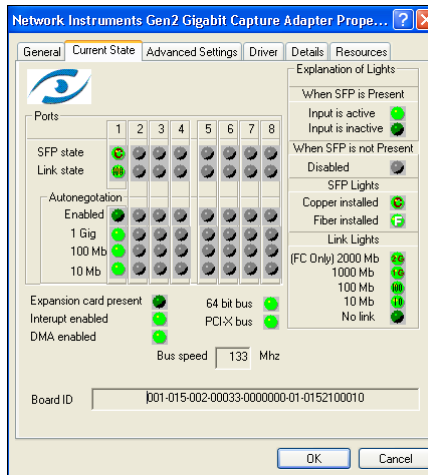 Network Instruments Gen2 Gigabit Capture Adapter Prope... ?
General Current State Advanced Settings Driver Details Resources
Explanation of Lights
When SFP is Present
Input is active
Input is inactive
When SFP is not Present
Disabled
SFP Lights
Copper installed C
Fiber installed F
Link Lights
(FC Only) 2000 Mb 2G
1000 Mb 1G
100 Mb 100
10 Mb 10
No link
Ports
1 2 3 4 5 6 7 8
SFP state C
Link state 100
Autonegotation
Enabled
1 Gig
100 Mb
10 Mb
Expansion card present
Interupt enabled
DMA enabled
64 bit bus
PCI-X bus
Bus speed 133 Mhz
Board ID 001-015-002-00033-0000000-01-0152100010
OK Cancel